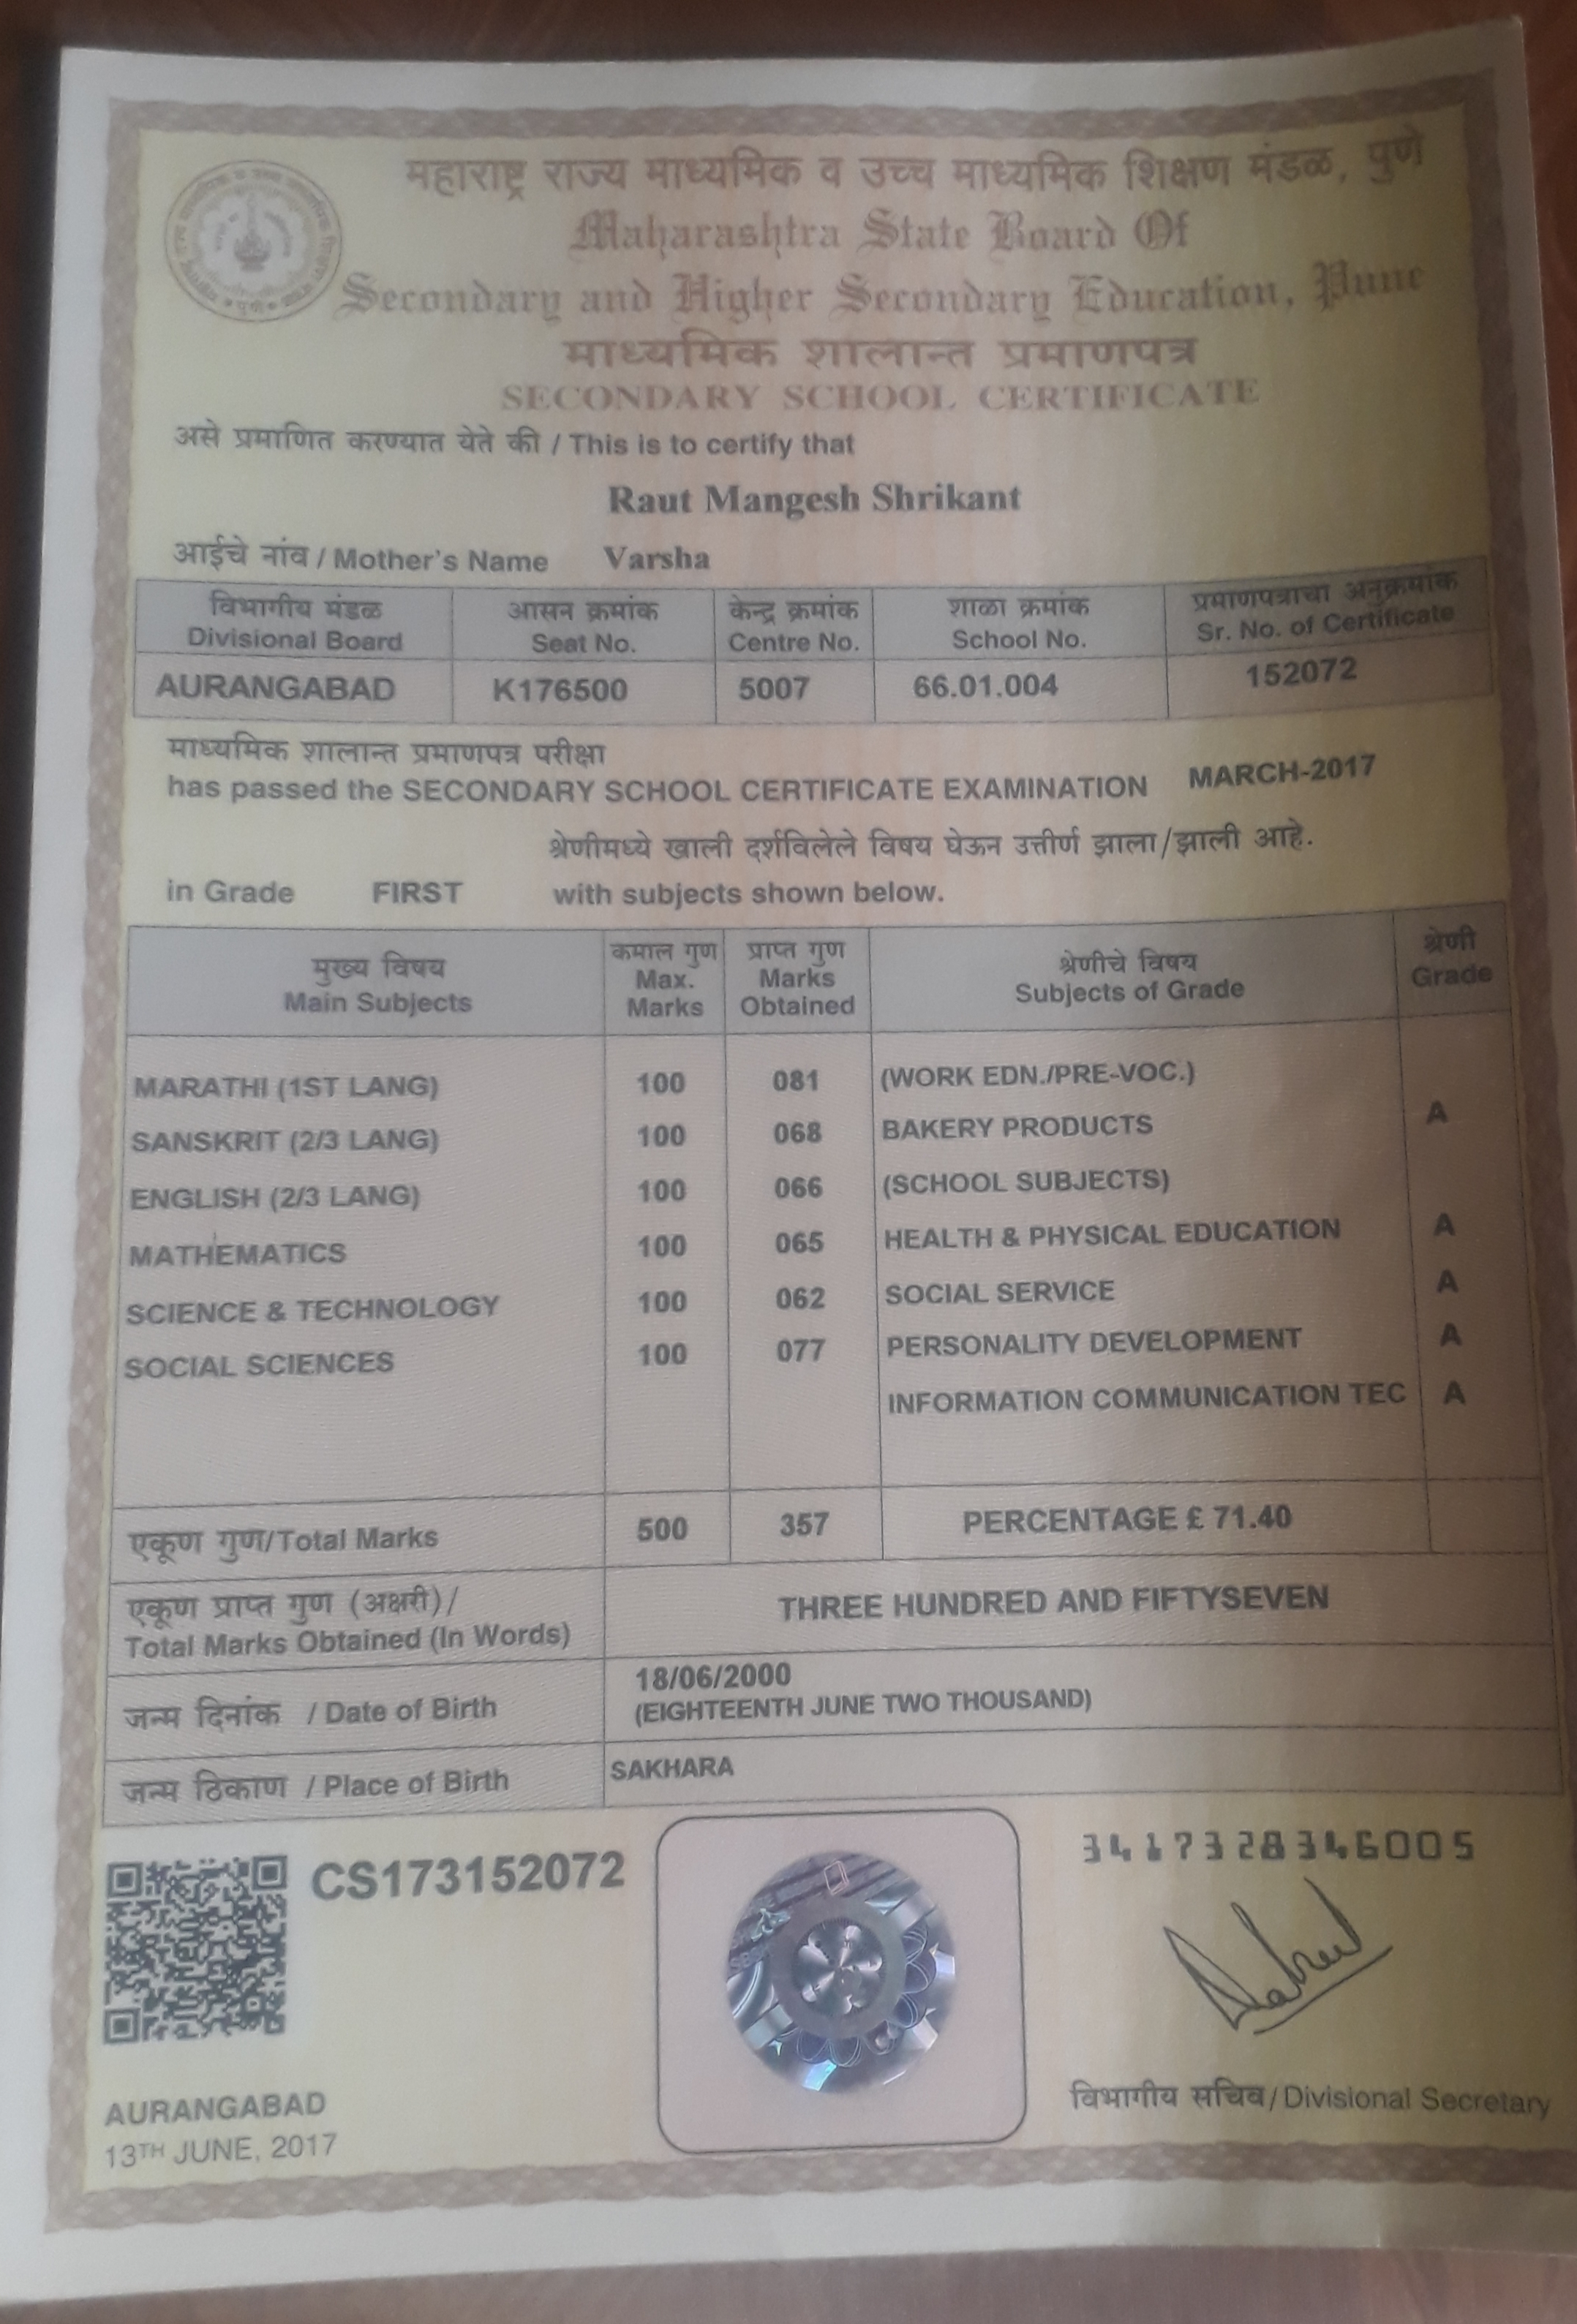 महाराष्ट्र राज्य माध्यमिक व उच्च माध्यमिक शिक्षण मंडळ, पुणे
Maharashtra State Board Of
Secondary and Higher Secondary Education, Pune
माध्यमिक शालान्त प्रमाणपत्र
SECONDARY SCHOOL CERTIFICATE
असे प्रमाणित करण्यात येते की / This is to certify that
Raut Mangesh Shrikant
आईचे नांव / Mother's Name Varsha
विभागीय मंडळ आसन क्रमांक केन्द्र क्रमांक शाळा क्रमांक प्रमाणपत्राचा अनुक्रमांक
Divisional Board Seat No. Centre No. School No. Sr. No. of Certificate
AURANGABAD K176500 5007 66.01.004 152072
माध्यमिक शालान्त प्रमाणपत्र परीक्षा
has passed the SECONDARY SCHOOL CERTIFICATE EXAMINATION MARCH-2017
श्रेणीमध्ये खाली दर्शविलेले विषय घेऊन उत्तीर्ण झाला/झाली आहे.
in Grade FIRST with subjects shown below.
मुख्य विषय कमाल गुण प्राप्त गुण श्रेणीचे विषय श्रेणी
Main Subjects Max. Marks Marks Obtained Subjects of Grade Grade
MARATHI (1ST LANG) 100 081 (WORK EDN./PRE-VOC.)
SANSKRIT (2/3 LANG) 100 068 BAKERY PRODUCTS A
ENGLISH (2/3 LANG) 100 066 (SCHOOL SUBJECTS)
MATHEMATICS 100 065 HEALTH & PHYSICAL EDUCATION A
SCIENCE & TECHNOLOGY 100 062 SOCIAL SERVICE A
SOCIAL SCIENCES 100 077 PERSONALITY DEVELOPMENT A
INFORMATION COMMUNICATION TEC A
एकूण गुण/Total Marks 500 357 PERCENTAGE £ 71.40
एकूण प्राप्त गुण (अक्षरी)/
Total Marks Obtained (In Words) THREE HUNDRED AND FIFTYSEVEN
जन्म दिनांक / Date of Birth 18/06/2000
(EIGHTEENTH JUNE TWO THOUSAND)
जन्म ठिकाण / Place of Birth SAKHARA
CS173152072
3417328346005
विभागीय सचिव/Divisional Secretary
AURANGABAD
13TH JUNE, 2017